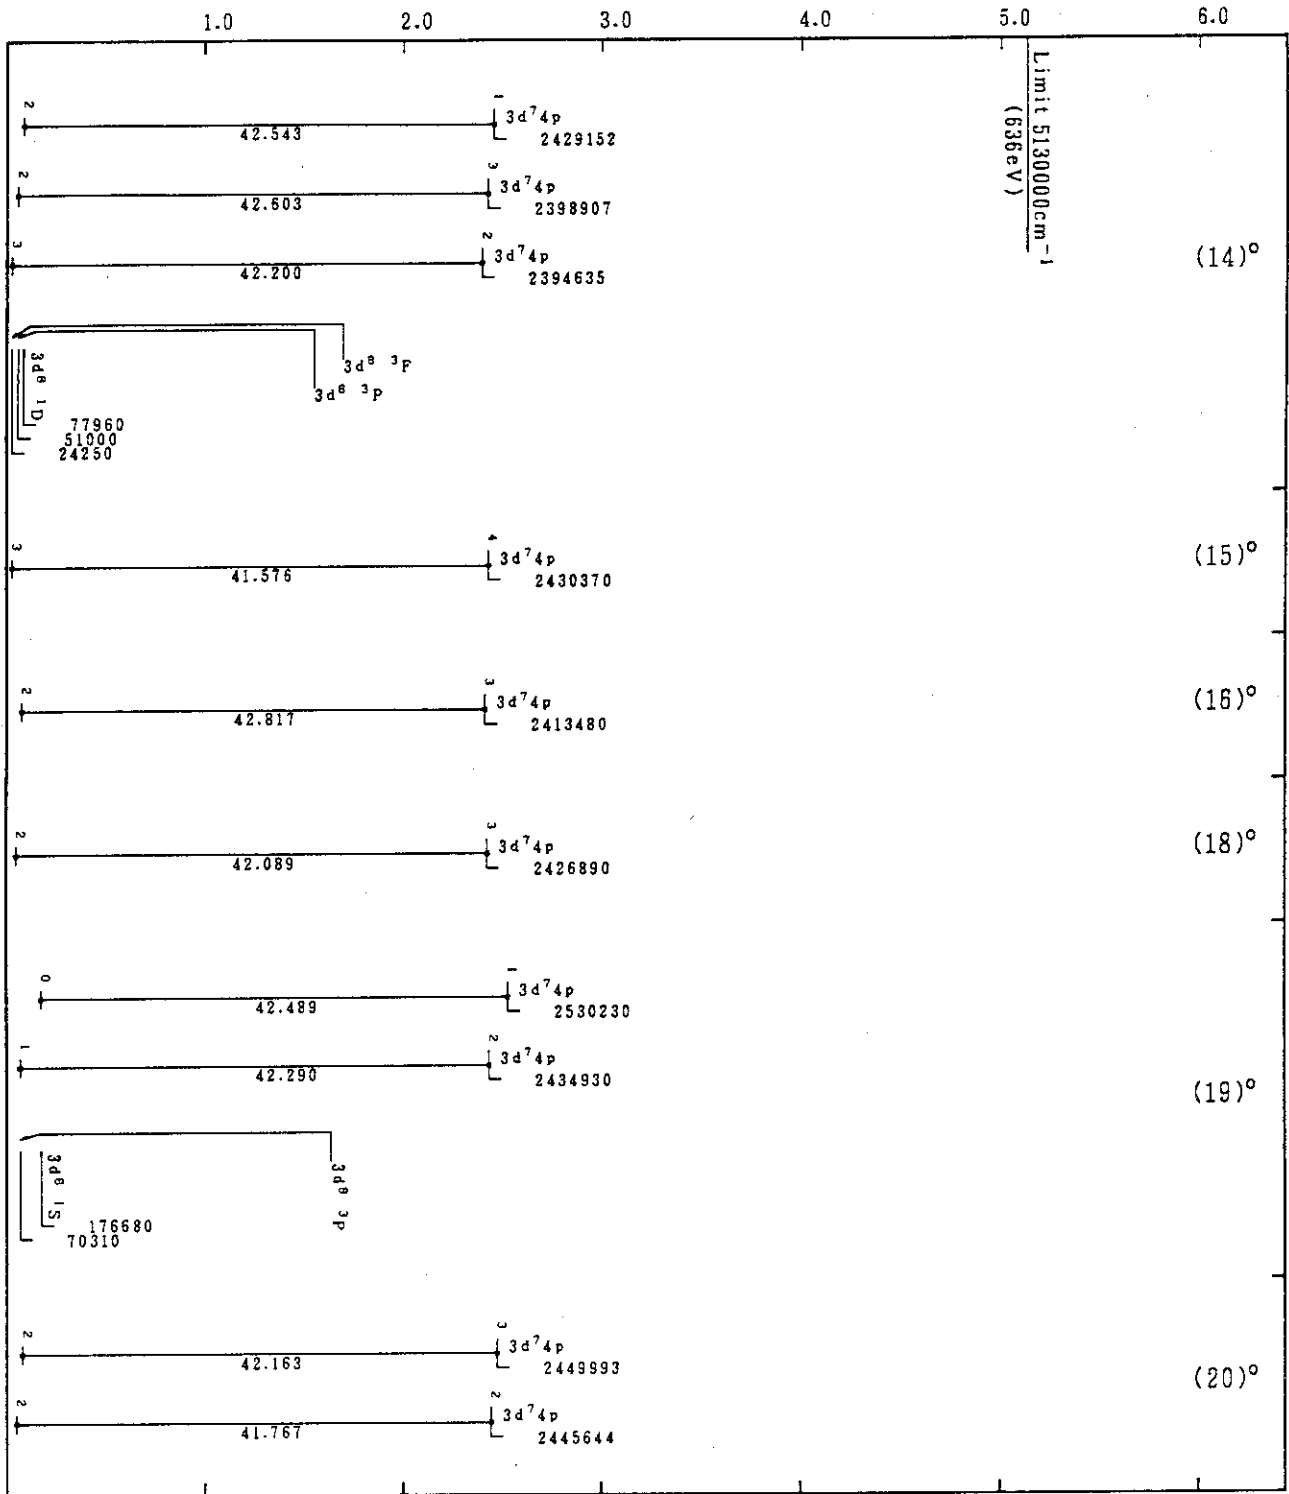 1.0 2.0 3.0 4.0 5.0 6.0
Limit 5130000cm⁻¹
(636eV)
2 1 3d⁷4p
42.543 2429152
2 3 3d⁷4p
42.603 2398907
3 2 3d⁷4p
42.200 2394635
(14)°
3d⁸ ³F
3d⁸ ³P
3d⁸ ¹D
77960
51000
24250
3 4 3d⁷4p
41.576 2430370
(15)°
2 3 3d⁷4p
42.817 2413480
(16)°
2 3 3d⁷4p
42.089 2426890
(18)°
0 1 3d⁷4p
42.489 2530230
1 2 3d⁷4p
42.290 2434930
(19)°
3d⁸ ³P
3d⁸ ¹S
176680
70310
2 3 3d⁷4p
42.163 2449993
(20)°
2 2 3d⁷4p
41.767 2445644